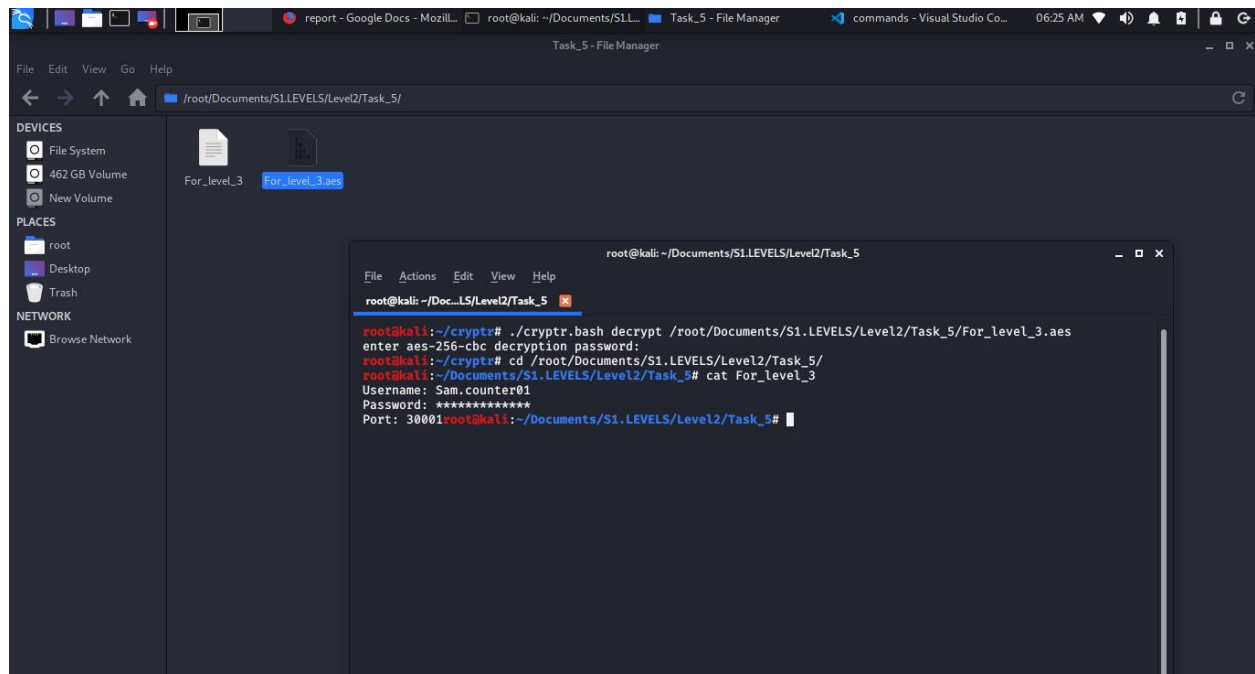 report - Google Docs - Mozill... root@kali: ~/Documents/S1.L... Task_5 - File Manager commands - Visual Studio Co... 06:25 AM
Task_5 - File Manager
File Edit View Go Help
/root/Documents/S1.LEVELS/Level2/Task_5/
DEVICES
File System
462 GB Volume
New Volume
PLACES
root
Desktop
Trash
NETWORK
Browse Network
For_level_3 For_level_3.aes
root@kali: ~/Documents/S1.LEVELS/Level2/Task_5
File Actions Edit View Help
root@kali: ~/Doc...LS/Level2/Task_5
root@kali:~/cryptr# ./cryptr.bash decrypt /root/Documents/S1.LEVELS/Level2/Task_5/For_level_3.aes
enter aes-256-cbc decryption password:
root@kali:~/cryptr# cd /root/Documents/S1.LEVELS/Level2/Task_5/
root@kali:~/Documents/S1.LEVELS/Level2/Task_5# cat For_level_3
Username: Sam.counter01
Password: *************
Port: 30001root@kali:~/Documents/S1.LEVELS/Level2/Task_5#